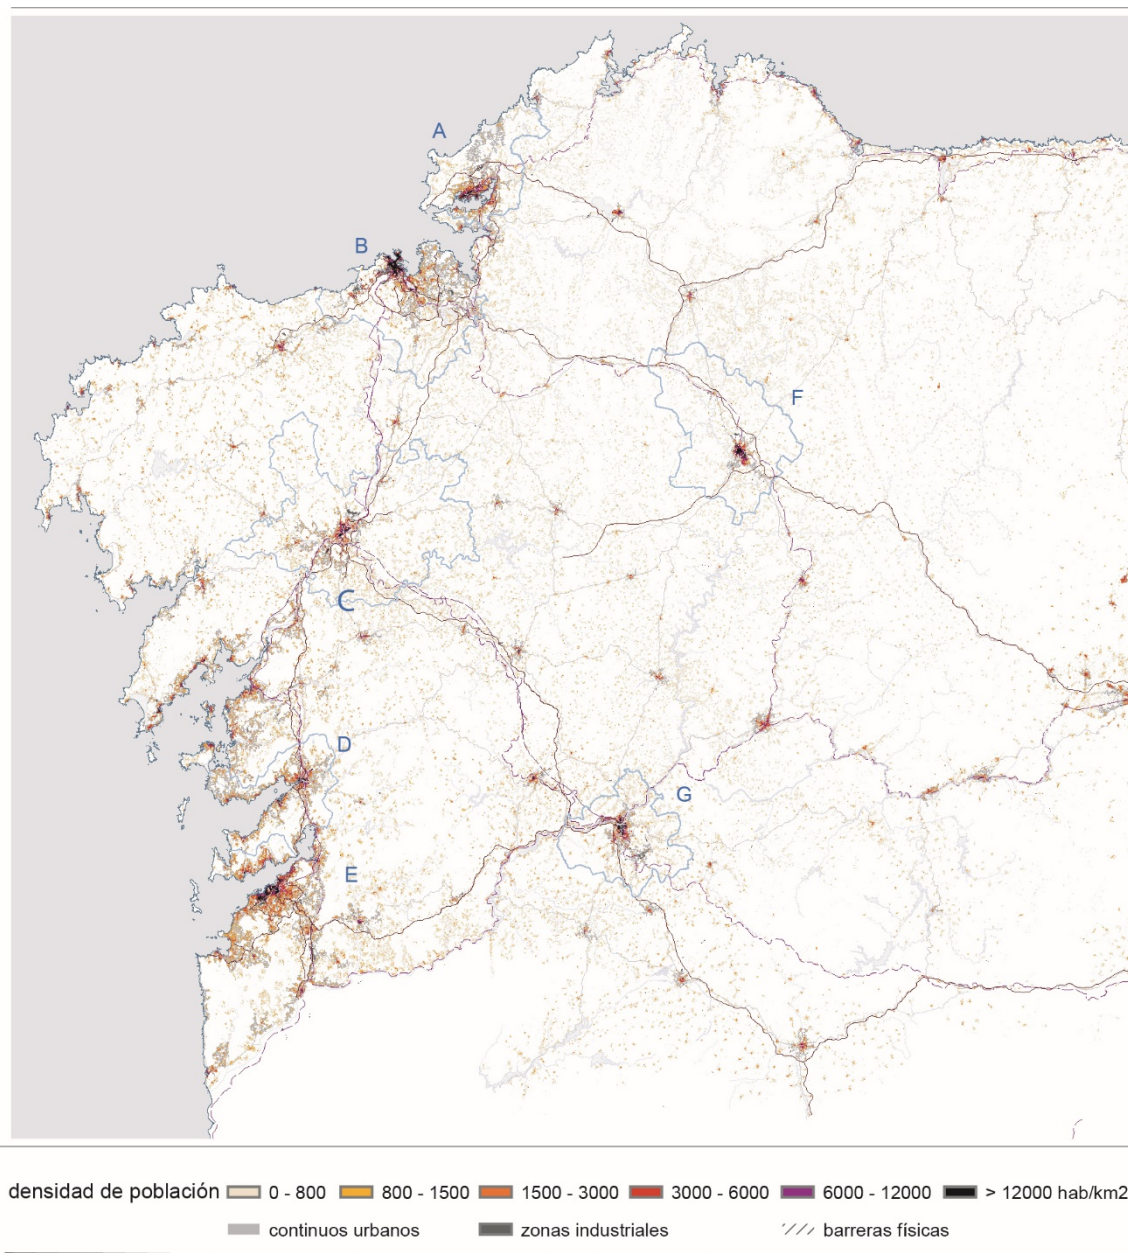 A
B
F
C
D
G
E
densidad de población 0 - 800 800 - 1500 1500 - 3000 3000 - 6000 6000 - 12000 > 12000 hab/km2
continuos urbanos zonas industriales barreras físicas